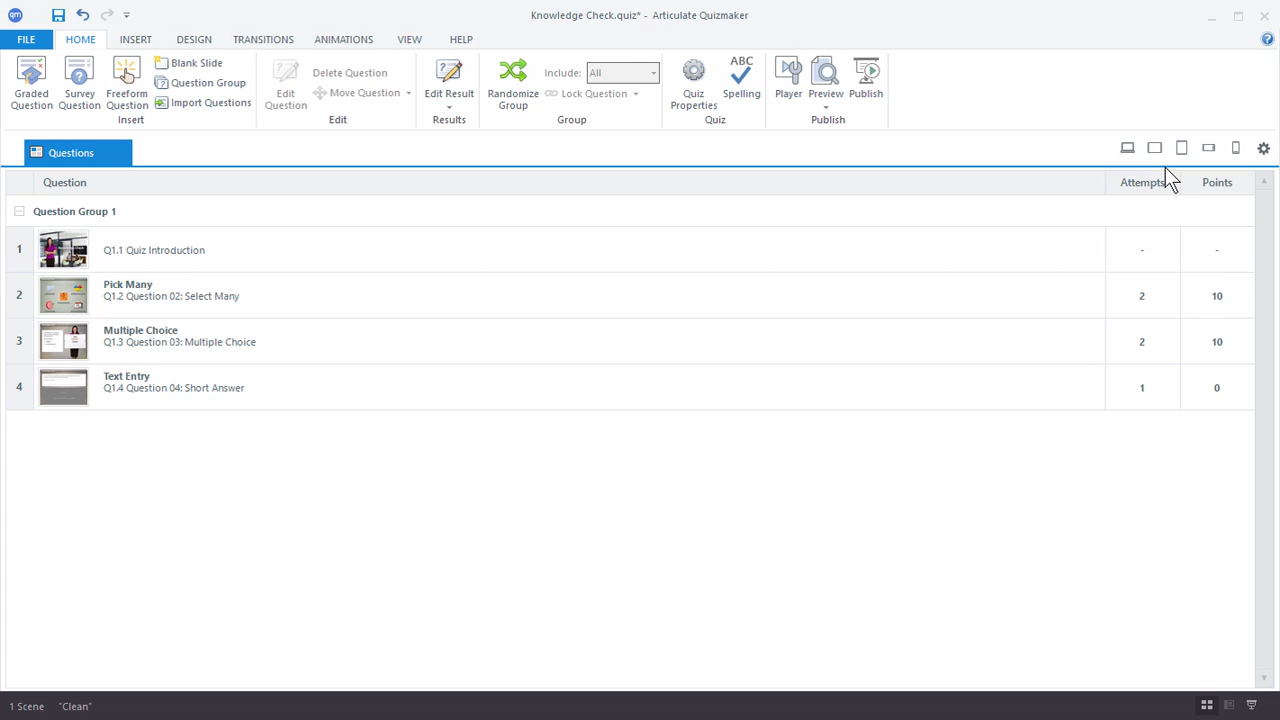 qm
Knowledge Check.quiz* - Articulate Quizmaker
FILE HOME INSERT DESIGN TRANSITIONS ANIMATIONS VIEW HELP
Graded Question
Survey Question
Freeform Question
Blank Slide
Question Group
Import Questions
Insert
Edit Question
Delete Question
Move Question
Edit
Edit Result
Results
Randomize Group
Include: All
Lock Question
Group
Quiz Properties
ABC
Spelling
Quiz
Player
Preview
Publish
Publish
Questions
Question Attempts Points
Question Group 1
1 Q1.1 Quiz Introduction - -
2 Pick Many
Q1.2 Question 02: Select Many 2 10
3 Multiple Choice
Q1.3 Question 03: Multiple Choice 2 10
4 Text Entry
Q1.4 Question 04: Short Answer 1 0
1 Scene "Clean"